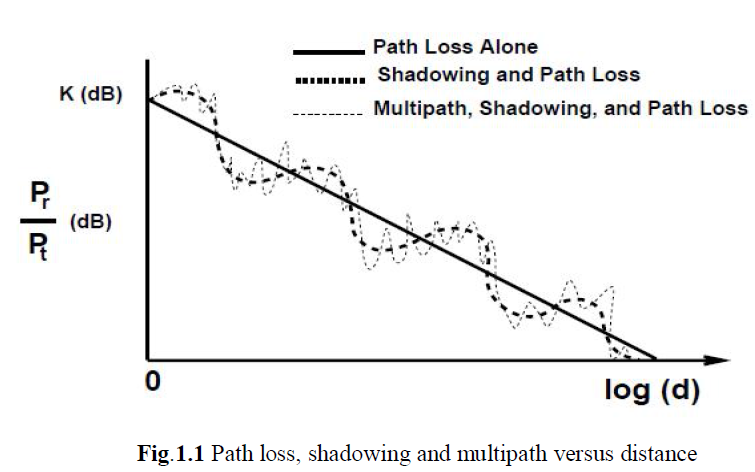 Path Loss Alone
Shadowing and Path Loss
Multipath, Shadowing, and Path Loss
K (dB)
Pr
Pt
(dB)
0
log (d)
Fig.1.1 Path loss, shadowing and multipath versus distance